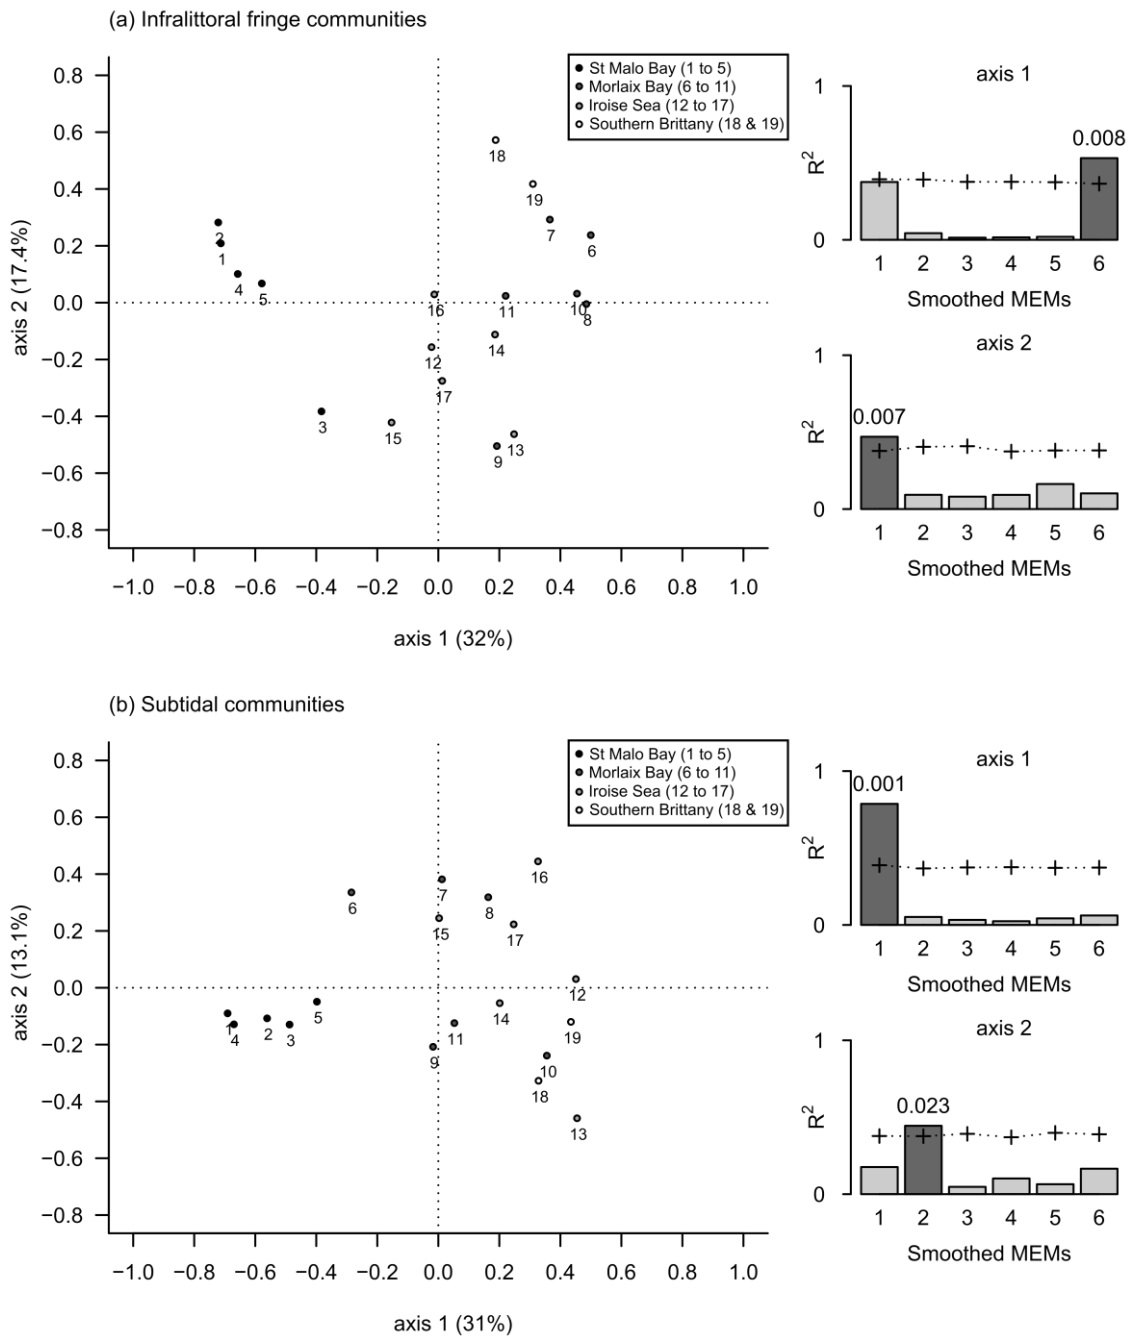 (a) Infralittoral fringe communities
0.8
0.6
0.4
0.2
0.0
−0.2
−0.4
−0.6
−0.8
axis 2 (17.4%)
St Malo Bay (1 to 5)
Morlaix Bay (6 to 11)
Iroise Sea (12 to 17)
Southern Brittany (18 & 19)
18
19
7
6
2
1
4
5
16
11
10
8
14
12
17
3
15
9
13
−1.0 −0.8 −0.6 −0.4 −0.2 0.0 0.2 0.4 0.6 0.8 1.0
axis 1 (32%)
axis 1
1
0
R²
0.008
1 2 3 4 5 6
Smoothed MEMs
axis 2
1
0
R²
0.007
1 2 3 4 5 6
Smoothed MEMs
(b) Subtidal communities
0.8
0.6
0.4
0.2
0.0
−0.2
−0.4
−0.6
−0.8
axis 2 (13.1%)
St Malo Bay (1 to 5)
Morlaix Bay (6 to 11)
Iroise Sea (12 to 17)
Southern Brittany (18 & 19)
16
7
6
8
15
17
12
5
14
1
2
3
4
11
19
9
10
18
13
−1.0 −0.8 −0.6 −0.4 −0.2 0.0 0.2 0.4 0.6 0.8 1.0
axis 1 (31%)
axis 1
1
0
R²
0.001
1 2 3 4 5 6
Smoothed MEMs
axis 2
1
0
R²
0.023
1 2 3 4 5 6
Smoothed MEMs